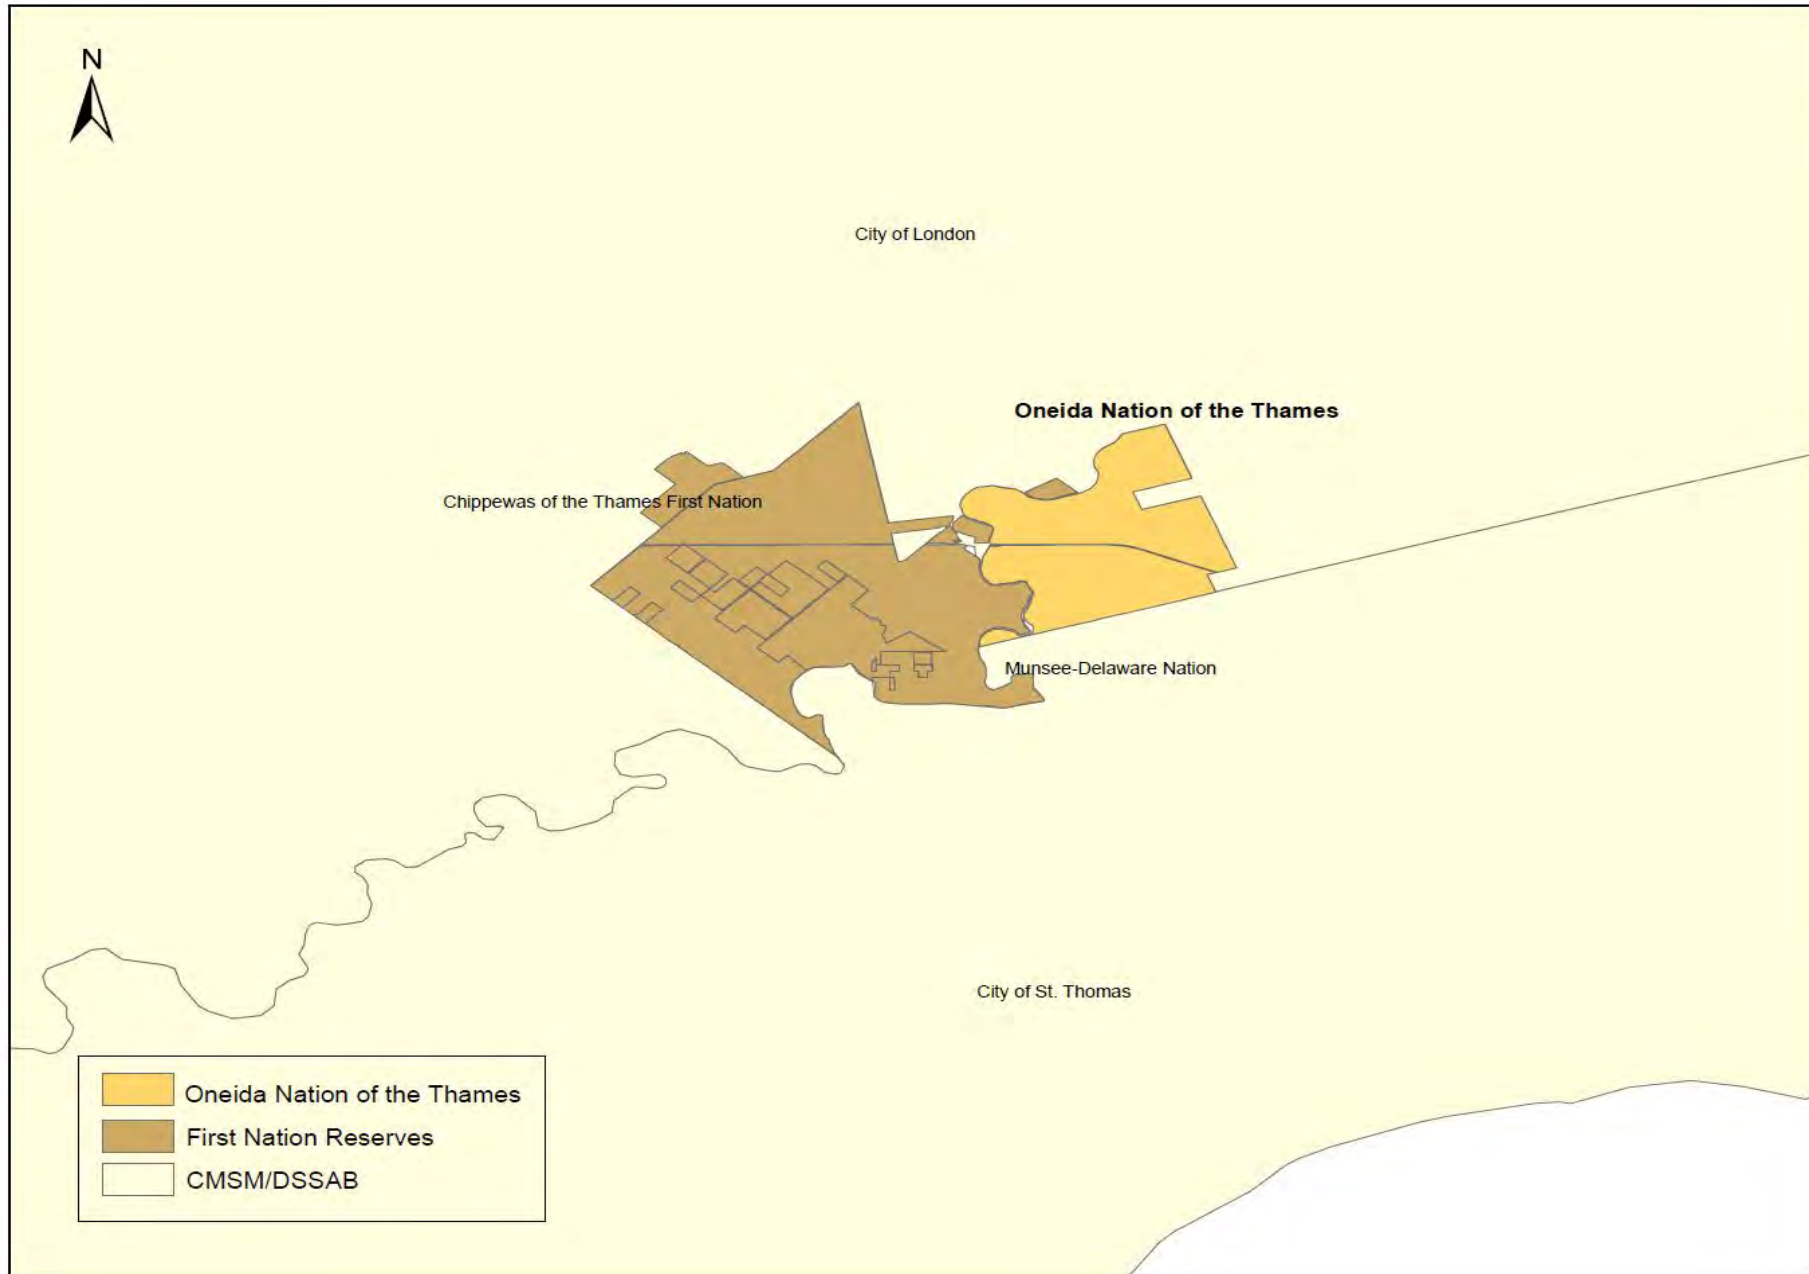 N
City of London
Oneida Nation of the Thames
Chippewas of the Thames First Nation
Munsee-Delaware Nation
City of St. Thomas
Oneida Nation of the Thames
First Nation Reserves
CMSM/DSSAB